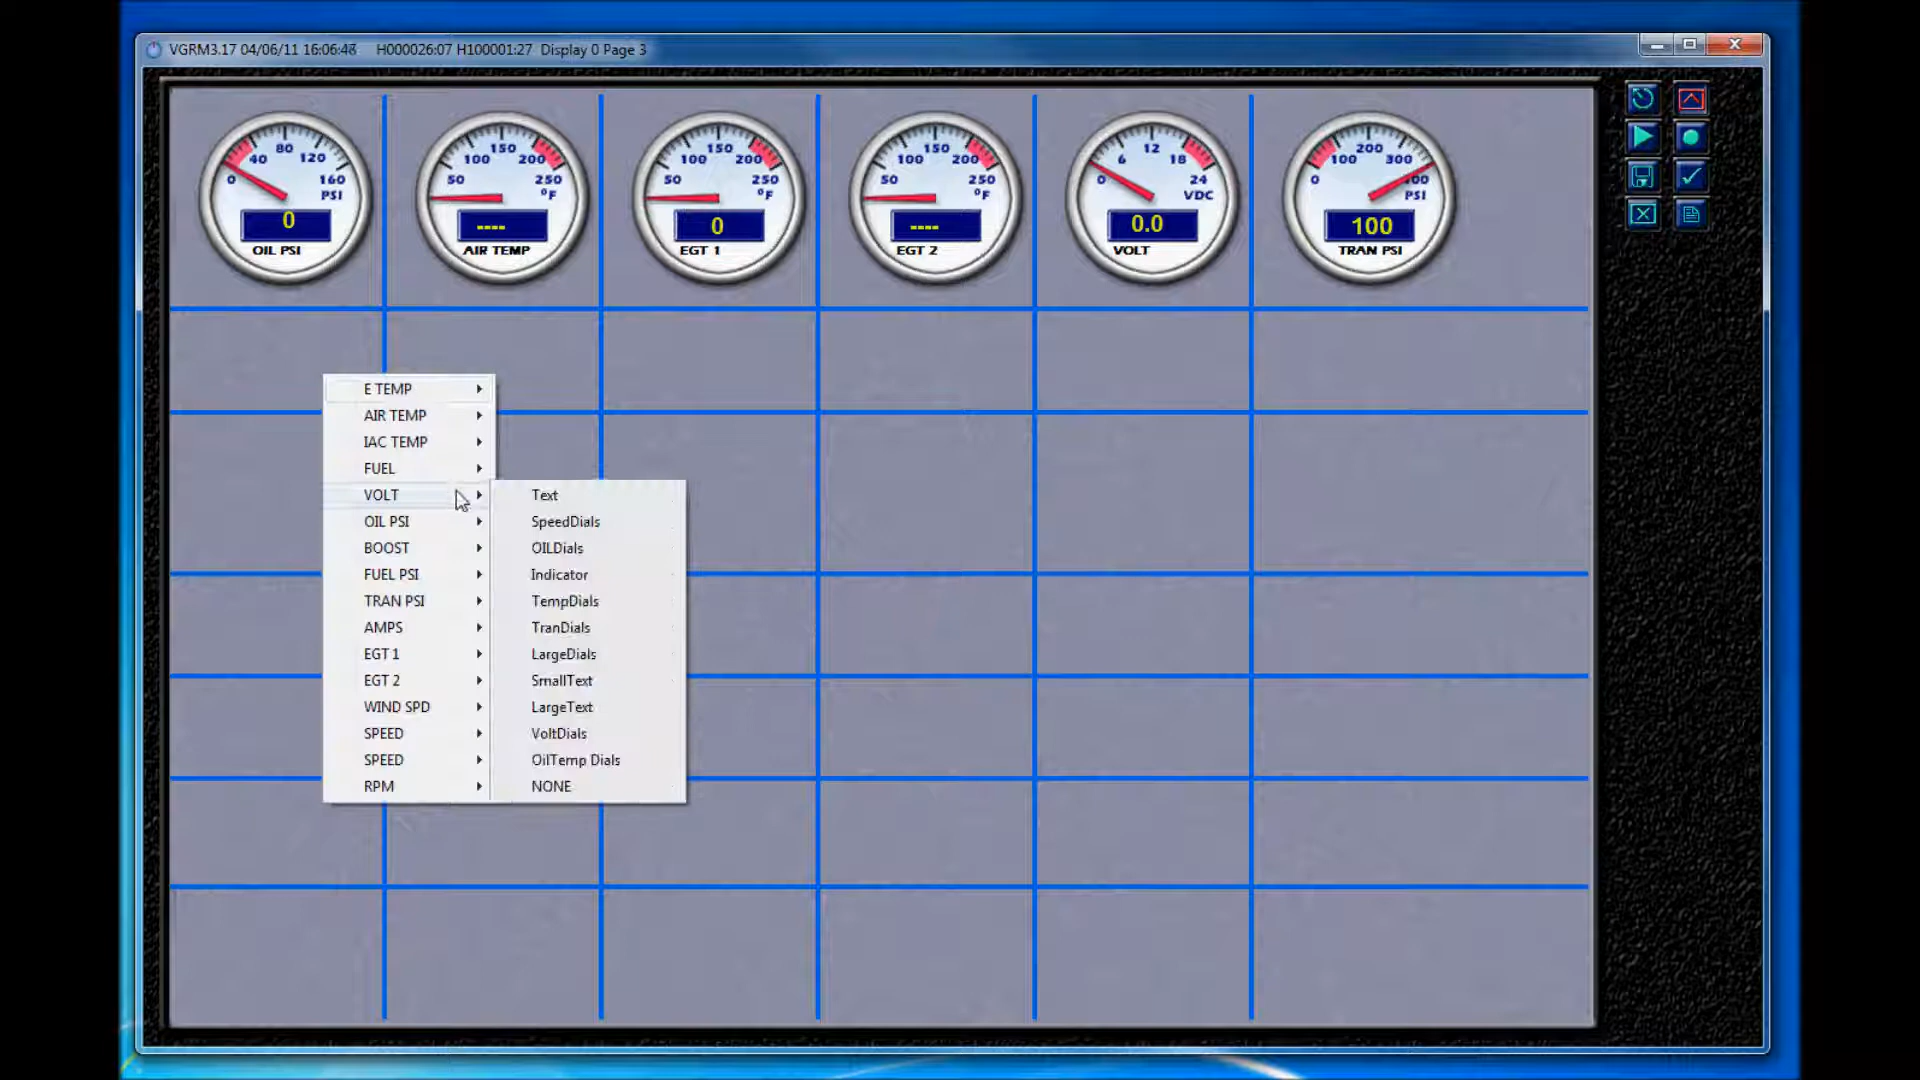 VGRM3.17 04/06/11 16:06:48 H000026:07 H100001:27 Display 0 Page 3
0 40 80 120 160
PSI
0
OIL PSI
50 100 150 200 250
°F
----
AIR TEMP
50 100 150 200 250
°F
0
EGT 1
50 100 150 200 250
°F
----
EGT 2
0 6 12 18 24
VDC
0.0
VOLT
0 100 200 300 400
PSI
100
TRAN PSI
E TEMP
AIR TEMP
IAC TEMP
FUEL
VOLT
OIL PSI
BOOST
FUEL PSI
TRAN PSI
AMPS
EGT 1
EGT 2
WIND SPD
SPEED
SPEED
RPM
Text
SpeedDials
OILDials
Indicator
TempDials
TranDials
LargeDials
SmallText
LargeText
VoltDials
OilTemp Dials
NONE